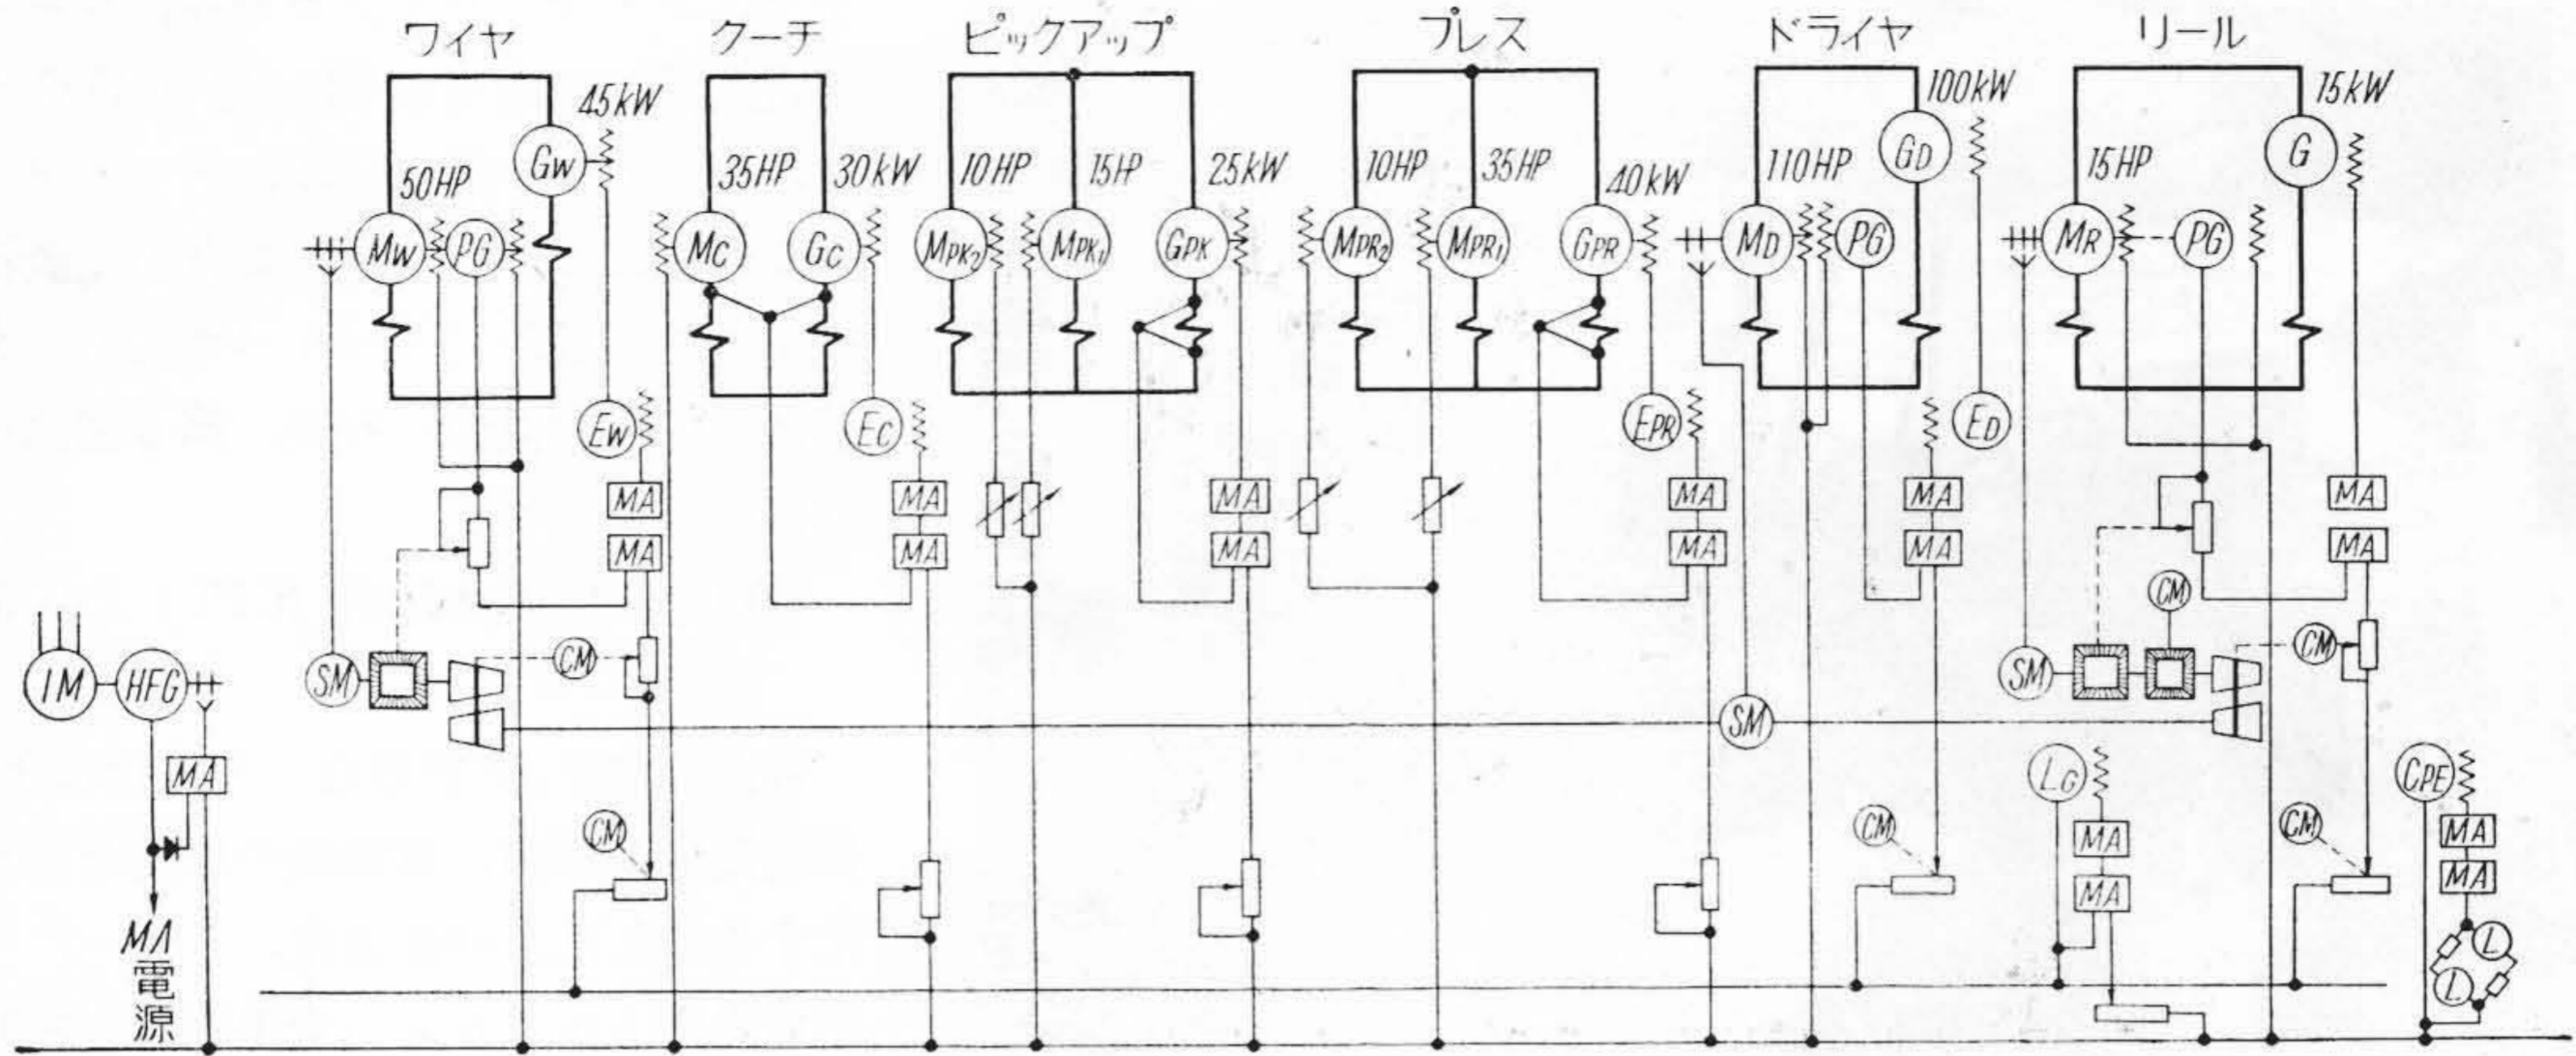 ワイヤ クーチ ピックアップ プレス ドライヤ リール
45kW 100kW 15kW
50HP 35HP 30kW 10HP 15HP 25kW 10HP 35HP 40kW 110HP 15HP
GW GD G
MW PG MC GC MPK2 MPK1 GPK MPR2 MPR1 GPR MD PG MR PG
EW EC EPR ED
MA MA MA MA MA MA
MA MA MA MA MA MA
CM
IM HFG SM CM SM CM
SM
MA LG CPE
CM CM MA CM MA
MA MA
MA
電
源
L
L